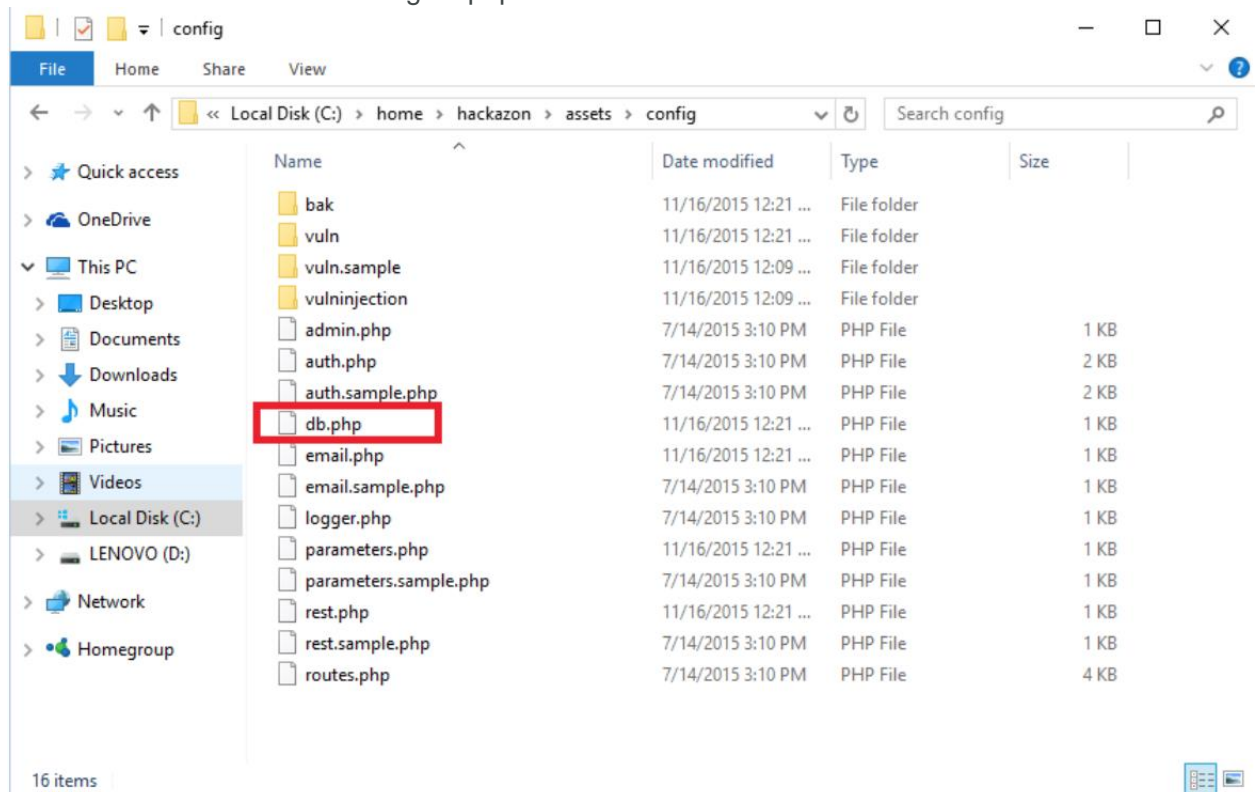 config
File Home Share View
« Local Disk (C:) > home > hackazon > assets > config Search config
Quick access
OneDrive
This PC
Desktop
Documents
Downloads
Music
Pictures
Videos
Local Disk (C:)
LENOVO (D:)
Network
Homegroup
Name Date modified Type Size
bak 11/16/2015 12:21 ... File folder
vuln 11/16/2015 12:21 ... File folder
vuln.sample 11/16/2015 12:09 ... File folder
vulninjection 11/16/2015 12:09 ... File folder
admin.php 7/14/2015 3:10 PM PHP File 1 KB
auth.php 7/14/2015 3:10 PM PHP File 2 KB
auth.sample.php 7/14/2015 3:10 PM PHP File 2 KB
db.php 11/16/2015 12:21 ... PHP File 1 KB
email.php 11/16/2015 12:21 ... PHP File 1 KB
email.sample.php 7/14/2015 3:10 PM PHP File 1 KB
logger.php 7/14/2015 3:10 PM PHP File 1 KB
parameters.php 11/16/2015 12:21 ... PHP File 1 KB
parameters.sample.php 7/14/2015 3:10 PM PHP File 1 KB
rest.php 11/16/2015 12:21 ... PHP File 1 KB
rest.sample.php 7/14/2015 3:10 PM PHP File 1 KB
routes.php 7/14/2015 3:10 PM PHP File 4 KB
16 items